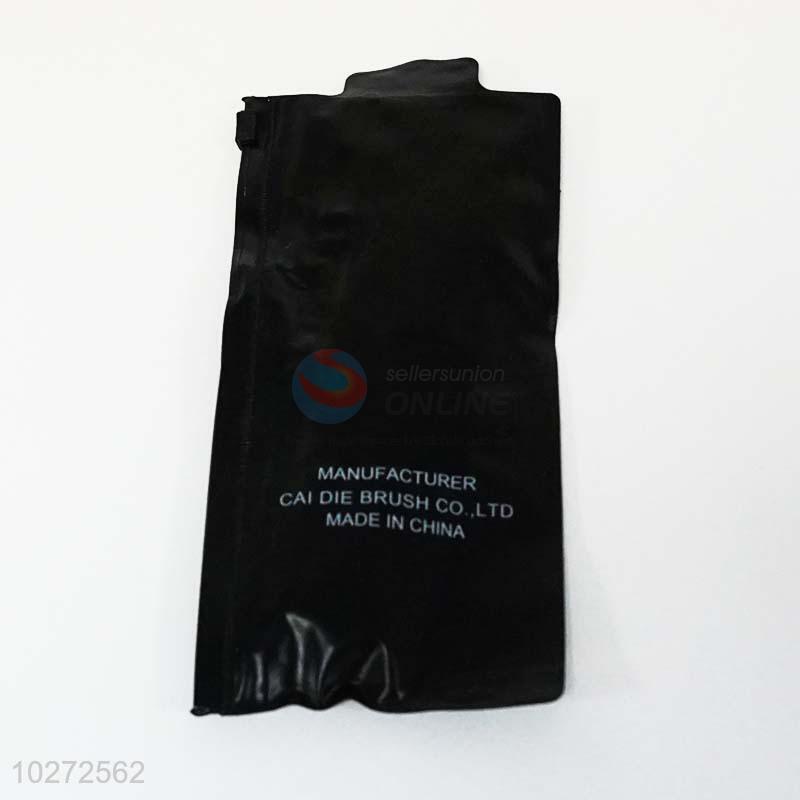 sellersunion
ONLINE
MANUFACTURER
CAI DIE BRUSH CO.,LTD
MADE IN CHINA
10272562